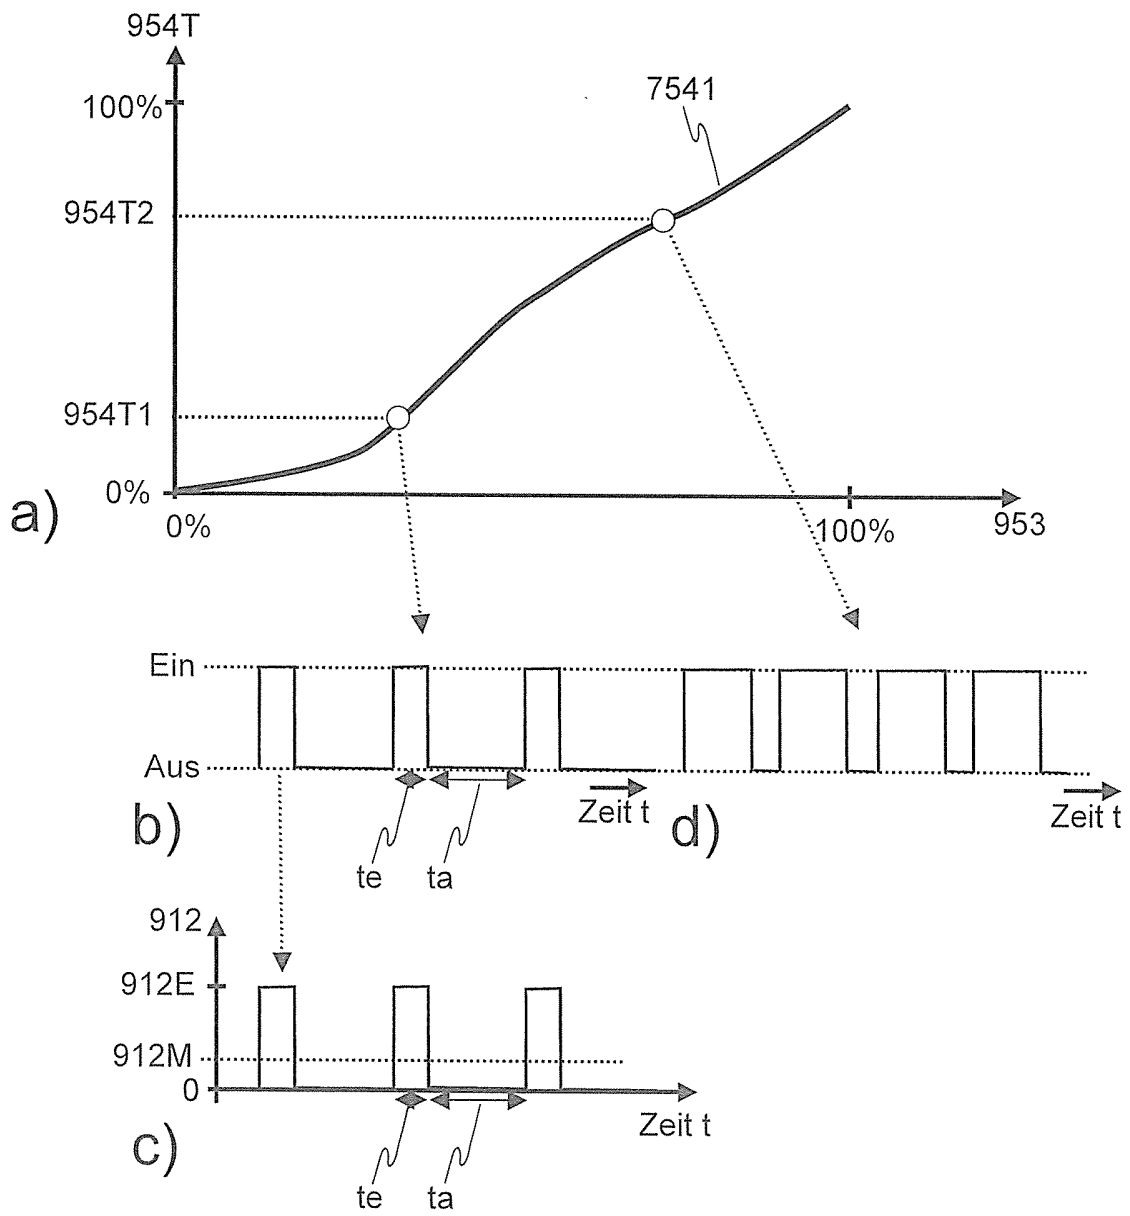 954T
100%
7541
954T2
954T1
0%
a)
0%
100%
953
Ein
Aus
b)
Zeit t
d)
Zeit t
te
ta
912
912E
912M
0
Zeit t
c)
te
ta